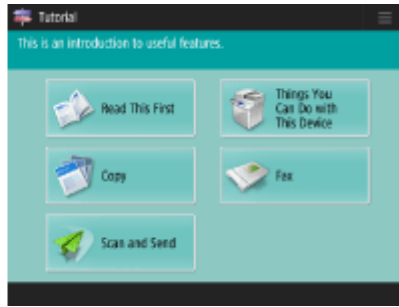 Tutorial
This is an introduction to useful features.
Read This First
Things You
Can Do with
This Device
Copy
Fax
Scan and Send